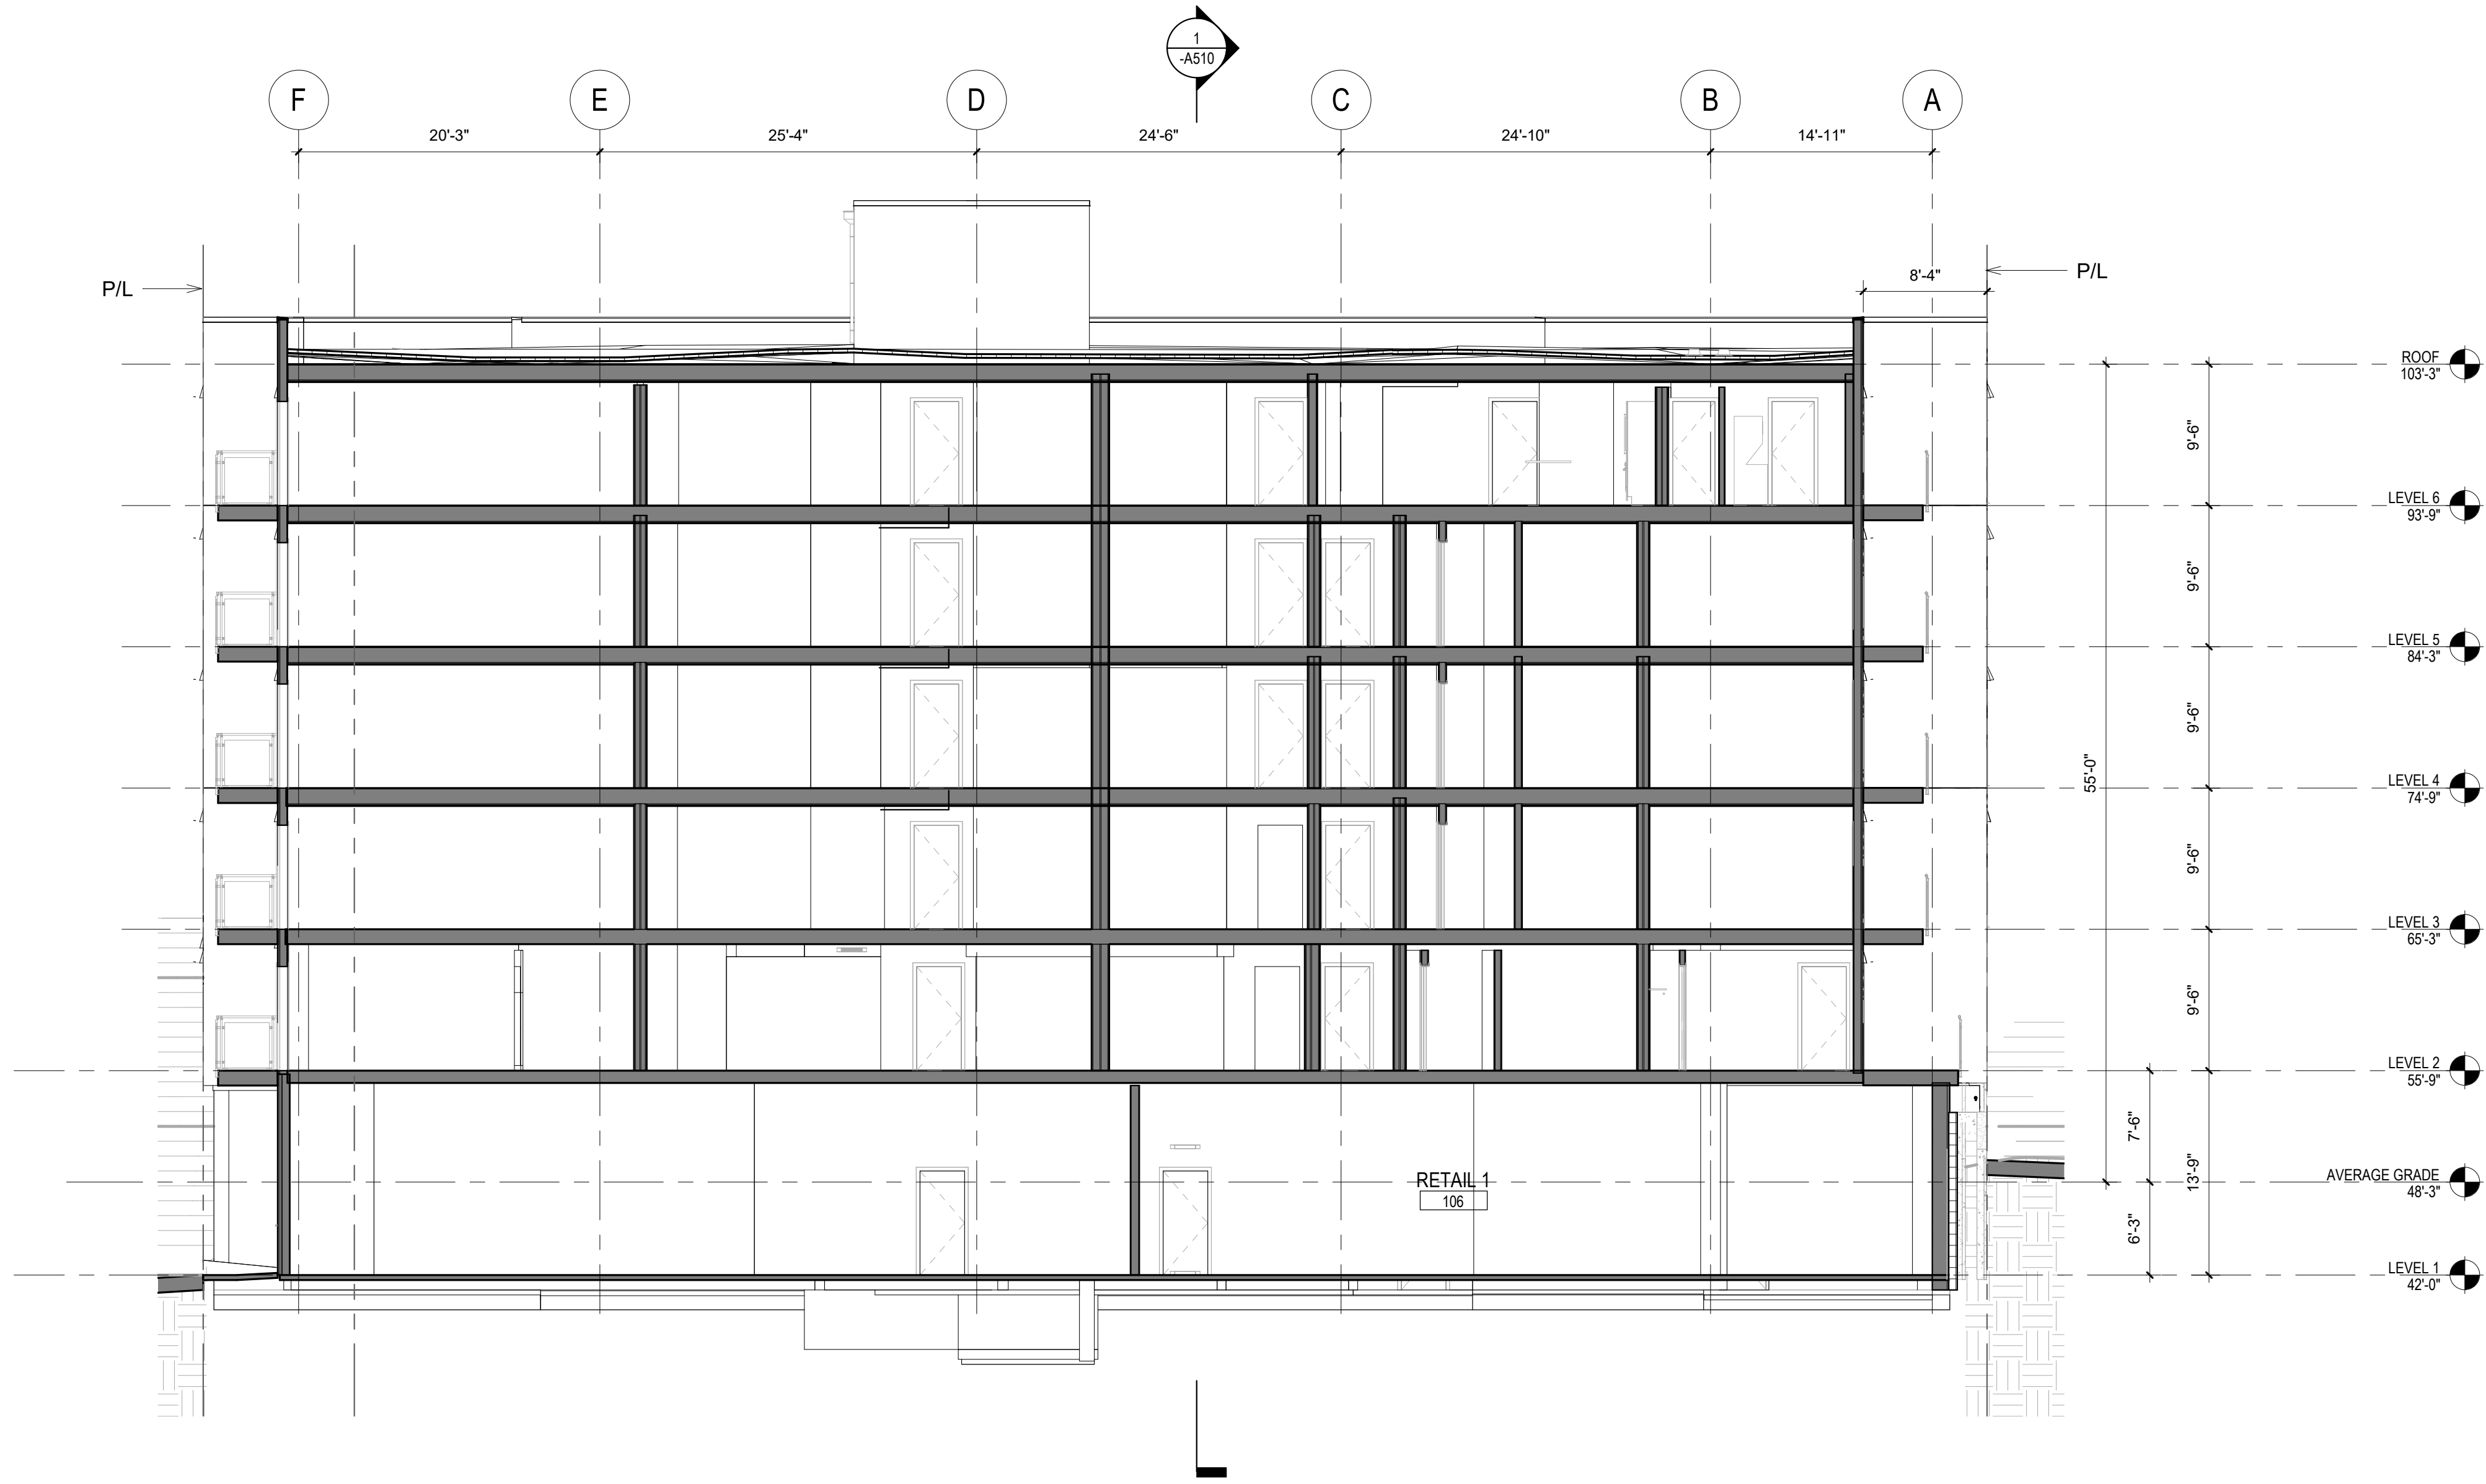 1
-A510
F
E
D
C
B
A
20'-3"
25'-4"
24'-6"
24'-10"
14'-11"
P/L
8'-4"
P/L
ROOF
103'-3"
9'-6"
LEVEL 6
93'-9"
9'-6"
LEVEL 5
84'-3"
9'-6"
55'-0"
LEVEL 4
74'-9"
9'-6"
LEVEL 3
65'-3"
9'-6"
LEVEL 2
55'-9"
7'-6"
13'-9"
RETAIL 1
106
AVERAGE GRADE
48'-3"
6'-3"
LEVEL 1
42'-0"